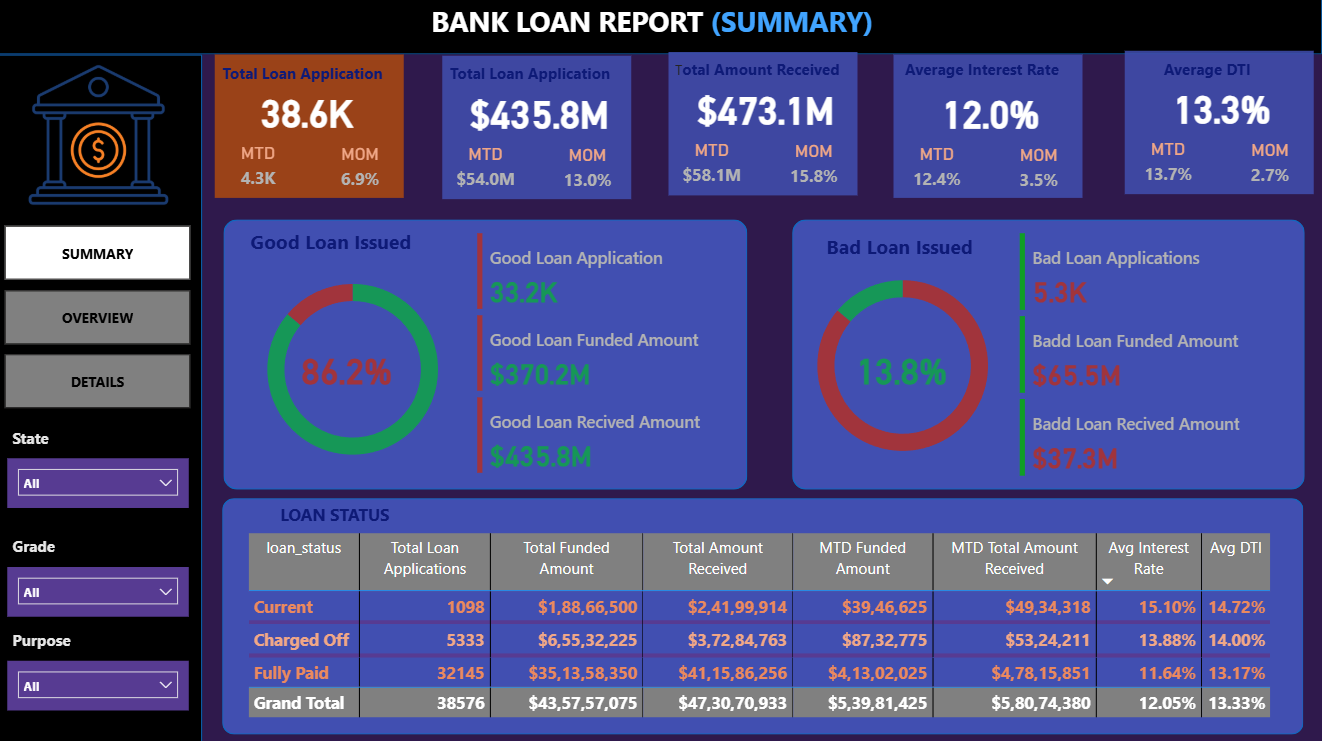 BANK LOAN REPORT (SUMMARY)
$
SUMMARY
OVERVIEW
DETAILS
State
All
Grade
All
Purpose
All
Total Loan Application
38.6K
MTD MOM
4.3K 6.9%
Total Loan Application
$435.8M
MTD MOM
$54.0M 13.0%
Total Amount Received
$473.1M
MTD MOM
$58.1M 15.8%
Average Interest Rate
12.0%
MTD MOM
12.4% 3.5%
Average DTI
13.3%
MTD MOM
13.7% 2.7%
Good Loan Issued
86.2%
Good Loan Application
33.2K
Good Loan Funded Amount
$370.2M
Good Loan Recived Amount
$435.8M
Bad Loan Issued
13.8%
Bad Loan Applications
5.3K
Badd Loan Funded Amount
$65.5M
Badd Loan Recived Amount
$37.3M
LOAN STATUS
loan_status Total Loan Total Funded Total Amount MTD Funded MTD Total Amount Avg Interest Avg DTI
Applications Amount Received Amount Received Rate
Current 1098 $1,88,66,500 $2,41,99,914 $39,46,625 $49,34,318 15.10% 14.72%
Charged Off 5333 $6,55,32,225 $3,72,84,763 $87,32,775 $53,24,211 13.88% 14.00%
Fully Paid 32145 $35,13,58,350 $41,15,86,256 $4,13,02,025 $4,78,15,851 11.64% 13.17%
Grand Total 38576 $43,57,57,075 $47,30,70,933 $5,39,81,425 $5,80,74,380 12.05% 13.33%